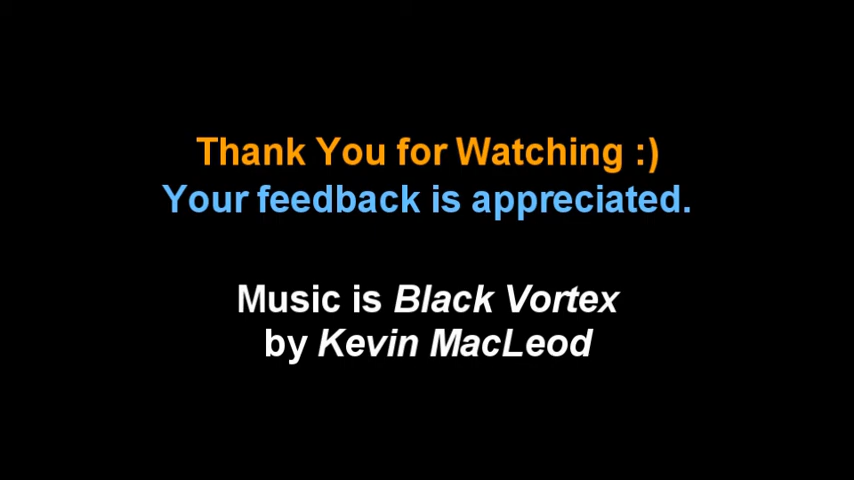 Thank You for Watching :)
Your feedback is appreciated.
Music is Black Vortex
by Kevin MacLeod